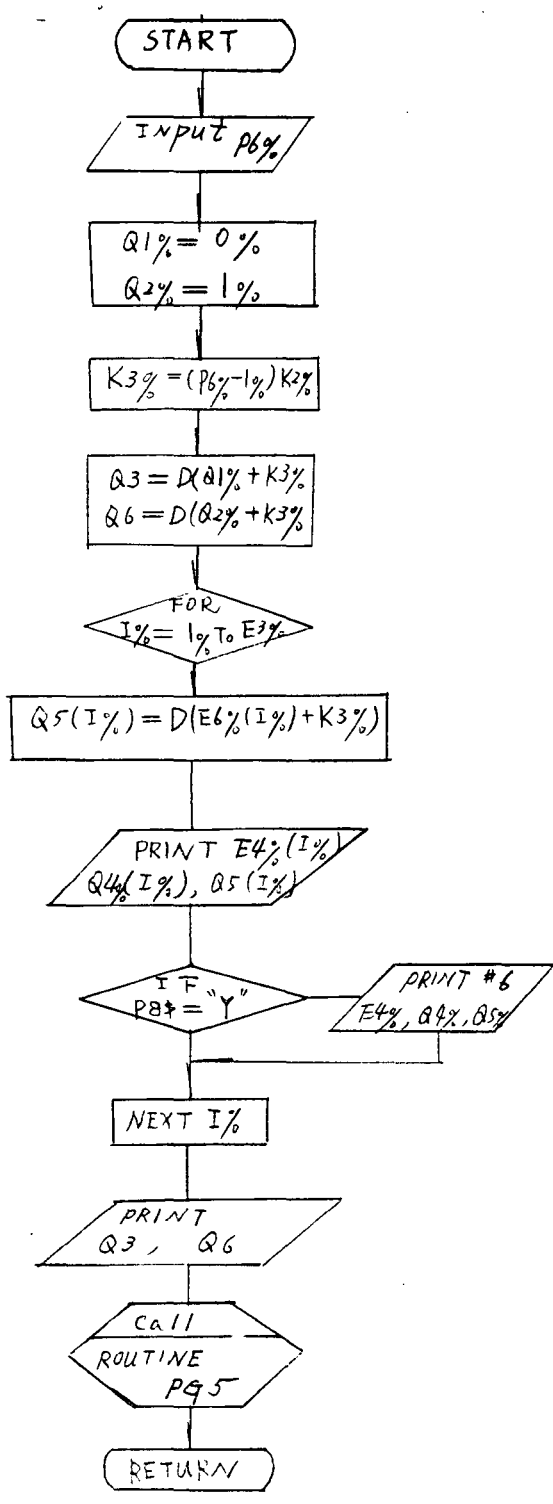 START
INPUT P6%
Q1% = 0%
Q2% = 1%
K3% = (P6%-1%)K2%
Q3 = D(Q1% + K3%
Q6 = D(Q2% + K3%
FOR
I% = 1% TO E3%
Q5(I%) = D(E6%(I%) + K3%)
PRINT E4%(I%)
Q4%(I%), Q5(I%)
IF
P8$ = "Y"
PRINT #6
E4%, Q4%, Q5%
NEXT I%
PRINT
Q3, Q6
Call
ROUTINE
PG5
RETURN